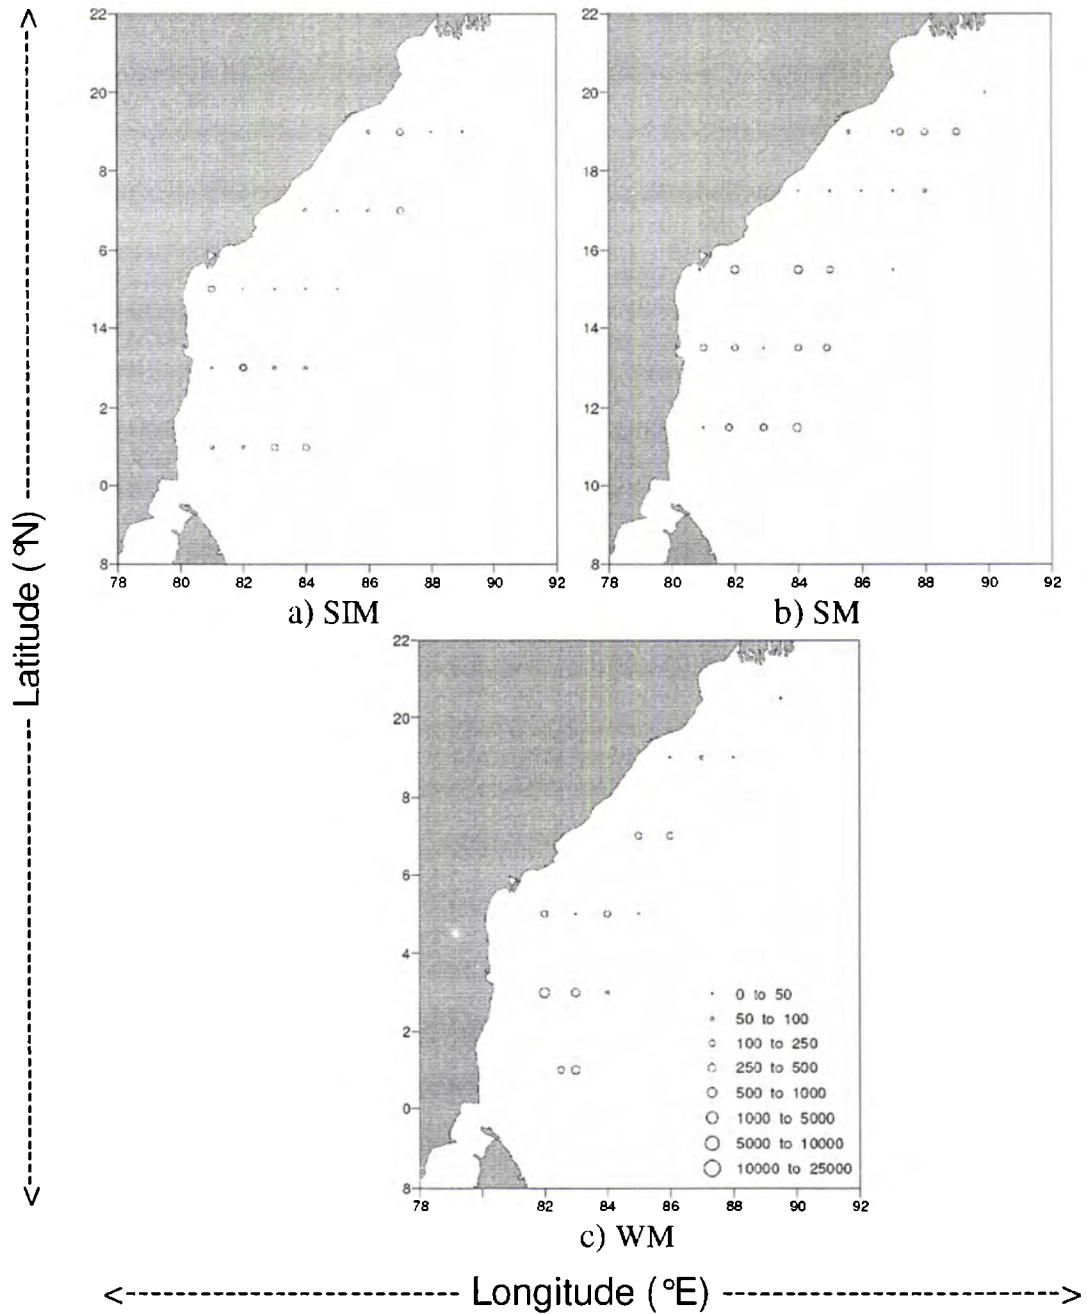 22
20
8
6
14
2
0
8
78 80 82 84 86 88 90 92
a) SIM
22
20
18
16
14
12
10
8
78 80 82 84 86 88 90 92
b) SM
Latitude (°N)
22
20
8
6
4
2
0
8
78 82 84 86 88 90 92
0 to 50
50 to 100
100 to 250
250 to 500
500 to 1000
1000 to 5000
5000 to 10000
10000 to 25000
c) WM
Longitude (°E)